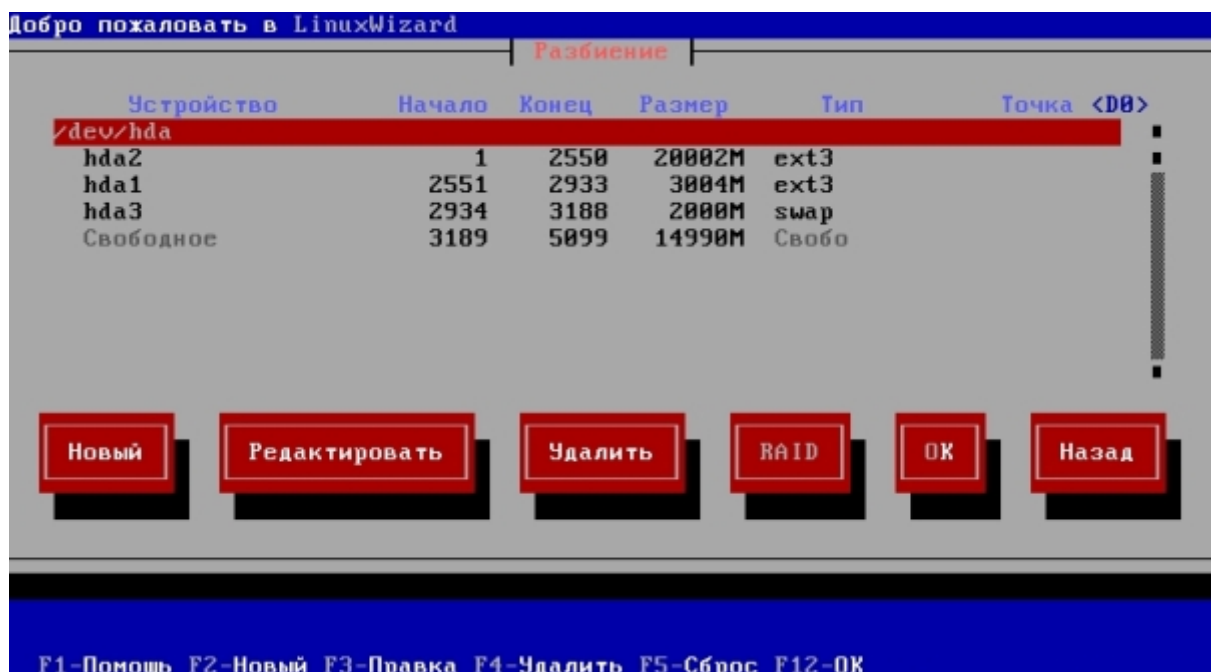 Добро пожаловать в LinuxWizard
Разбиение
Устройство Начало Конец Размер Тип Точка <D0>
/dev/hda
hda2 1 2550 20002M ext3
hda1 2551 2933 3004M ext3
hda3 2934 3188 2000M swap
Свободное 3189 5099 14990M Свобо
Новый Редактировать Удалить RAID OK Назад
F1-Помощь F2-Новый F3-Правка F4-Удалить F5-Сброс F12-OK